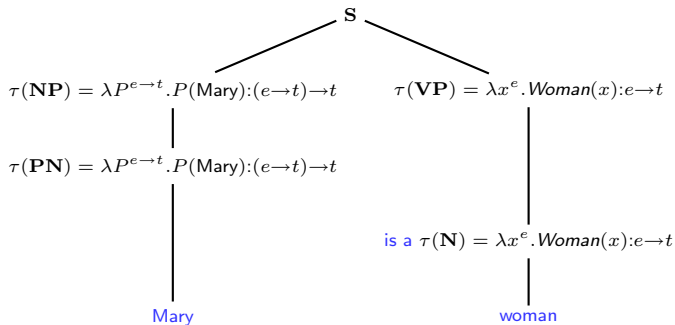 S
τ(NP) = λP^{e→t}.P(Mary):(e→t)→t
τ(VP) = λx^e.Woman(x):e→t
τ(PN) = λP^{e→t}.P(Mary):(e→t)→t
is a τ(N) = λx^e.Woman(x):e→t
Mary
woman